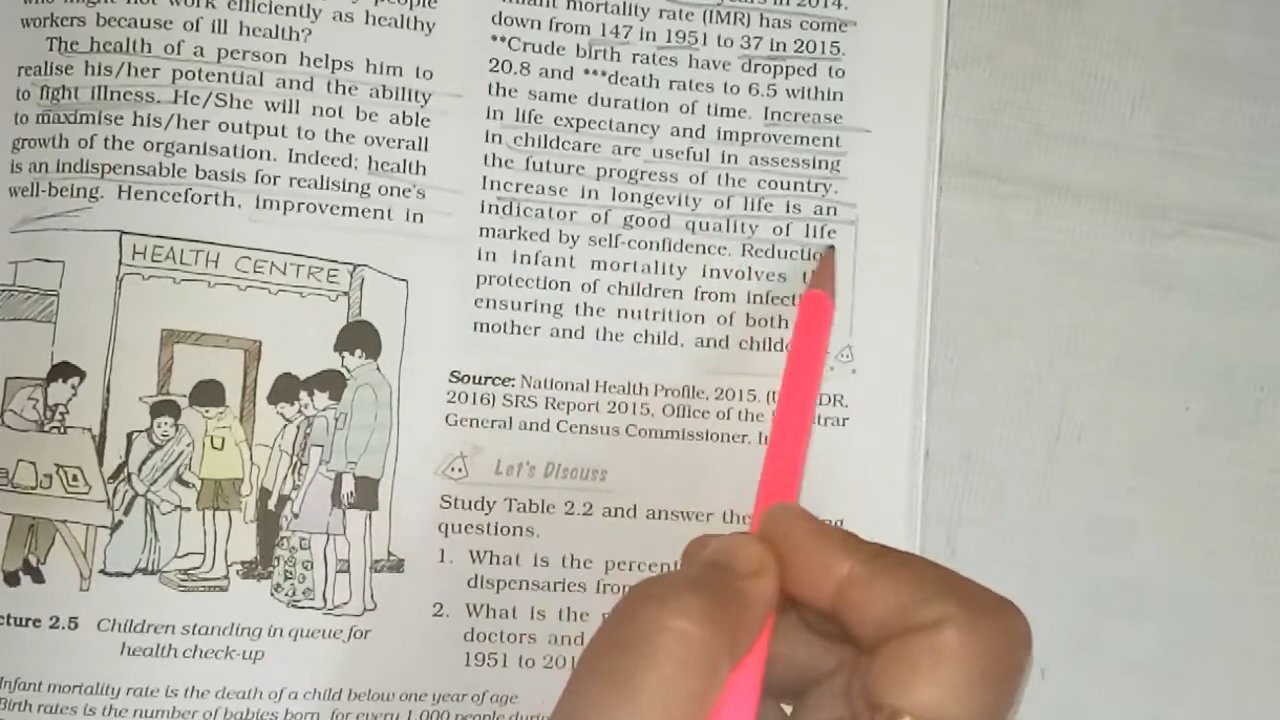 efficiently as healthy
workers because of ill health?
The health of a person helps him to
realise his/her potential and the ability
to fight illness. He/She will not be able
to maximise his/her output to the overall
growth of the organisation. Indeed; health
is an indispensable basis for realising one's
well-being. Henceforth, improvement in
HEALTH CENTRE
cture 2.5 Children standing in queue for
health check-up
in 2014.
mortality rate (IMR) has come
down from 147 in 1951 to 37 in 2015.
**Crude birth rates have dropped to
20.8 and ***death rates to 6.5 within
the same duration of time. Increase
in life expectancy and improvement
in childcare are useful in assessing
the future progress of the country.
Increase in longevity of life is an
indicator of good quality of life
marked by self-confidence. Reductio
in infant mortality involves
protection of children from infect
ensuring the nutrition of both
mother and the child, and child
Source: National Health Profile, 2015. ( DR,
2016) SRS Report 2015, Office of the trar
General and Census Commissioner, I
Let's Discuss
Study Table 2.2 and answer the
questions.
1. What is the percent
dispensaries from
2. What is the
doctors and
1951 to 201
Infant mortality rate is the death of a child below one year of age.
Birth rates is the number of babies born for every 1,000 people